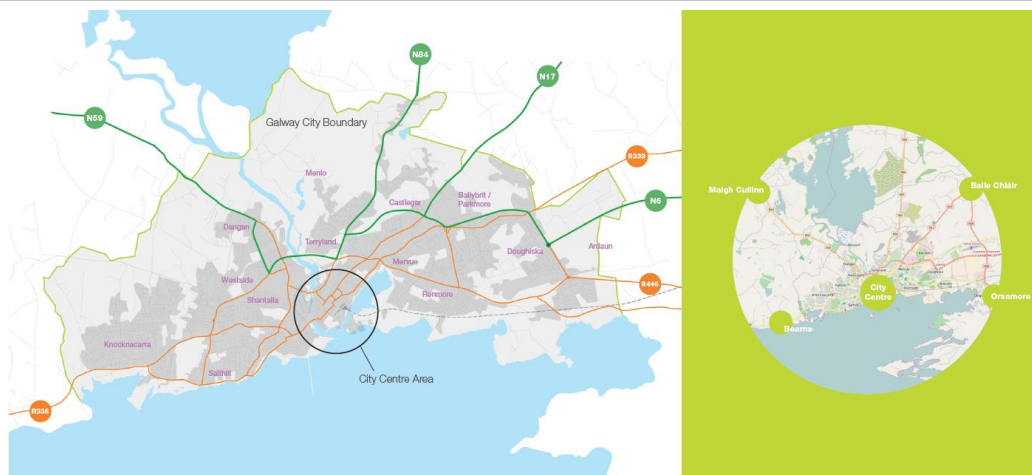 N84
N17
N59
Galway City Boundary
R339
Menlo
Ballybrit /
Parkmore
Castlegar
N6
Dangan
Terryland
Doughiska
Ardaun
Mervue
Westside
R446
Renmore
Shantalla
Knocknacarra
Salthill
City Centre Area
R336
Maigh Cuilinn
Baile Chláir
City
Centre
Oranmore
Bearna